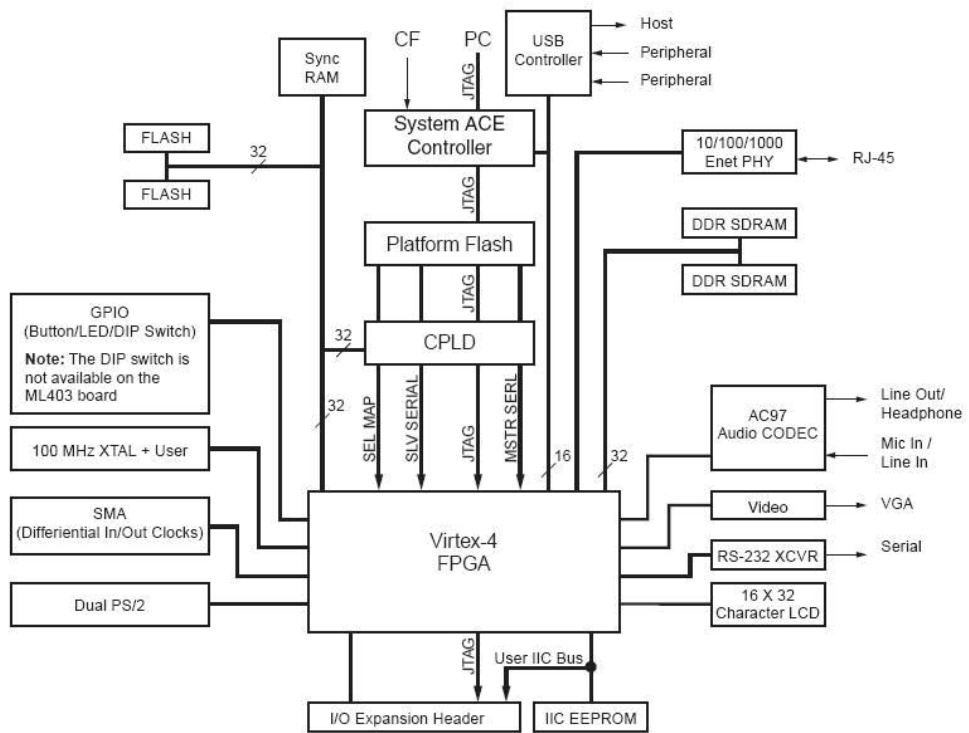 CF
PC
Sync
RAM
USB
Controller
Host
Peripheral
Peripheral
JTAG
System ACE
Controller
FLASH
32
FLASH
10/100/1000
Enet PHY
RJ-45
JTAG
DDR SDRAM
Platform Flash
DDR SDRAM
JTAG
GPIO
(Button/LED/DIP Switch)
Note: The DIP switch is
not available on the
ML403 board
32
CPLD
32
SEL MAP
SLV SERIAL
JTAG
MSTR SERL
16
32
AC97
Audio CODEC
Line Out/
Headphone
Mic In /
Line In
100 MHz XTAL + User
SMA
(Differential In/Out Clocks)
Virtex-4
FPGA
Video
VGA
RS-232 XCVR
Serial
Dual PS/2
16 X 32
Character LCD
JTAG
User IIC Bus
I/O Expansion Header
IIC EEPROM